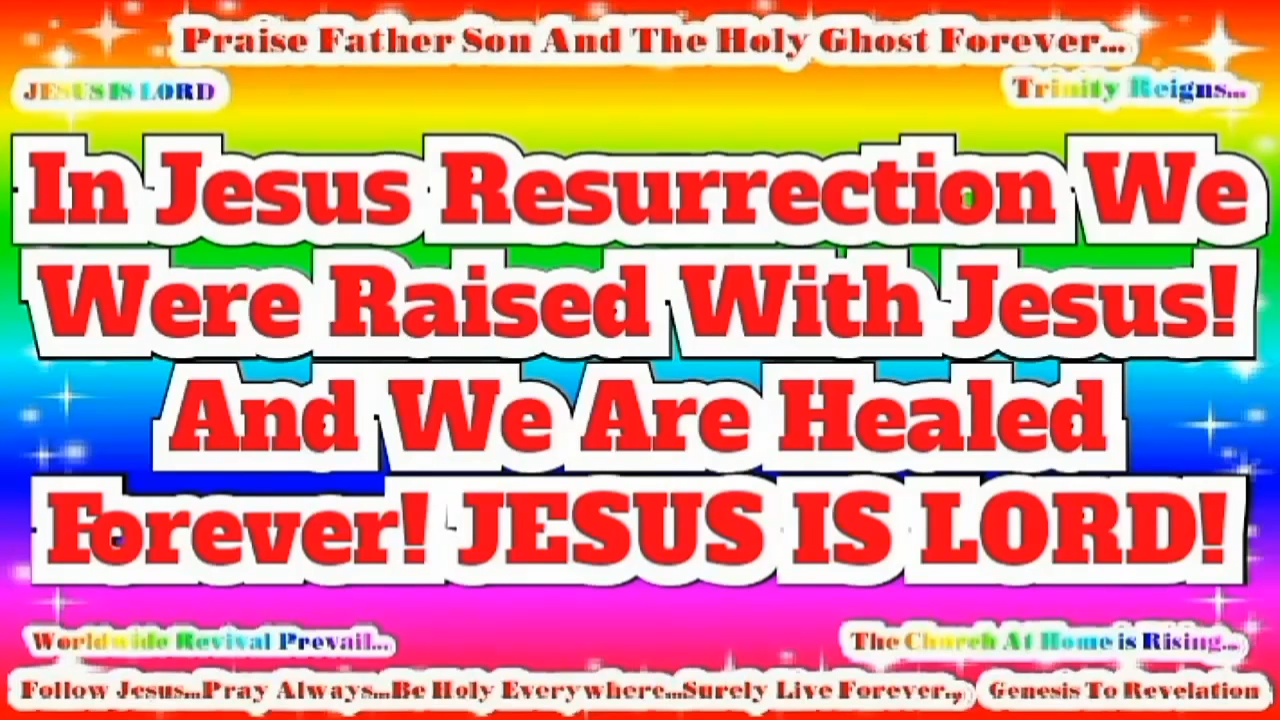 Praise Father Son And The Holy Ghost Forever...
JESUS IS LORD
Trinity Reigns...
In Jesus Resurrection We
Were Raised With Jesus!
And We Are Healed
Forever! JESUS IS LORD!
Worldwide Revival Prevail...
The Church At Home is Rising...
Follow Jesus...Pray Always...Be Holy Everywhere...Surely Live Forever.., Genesis To Revelation